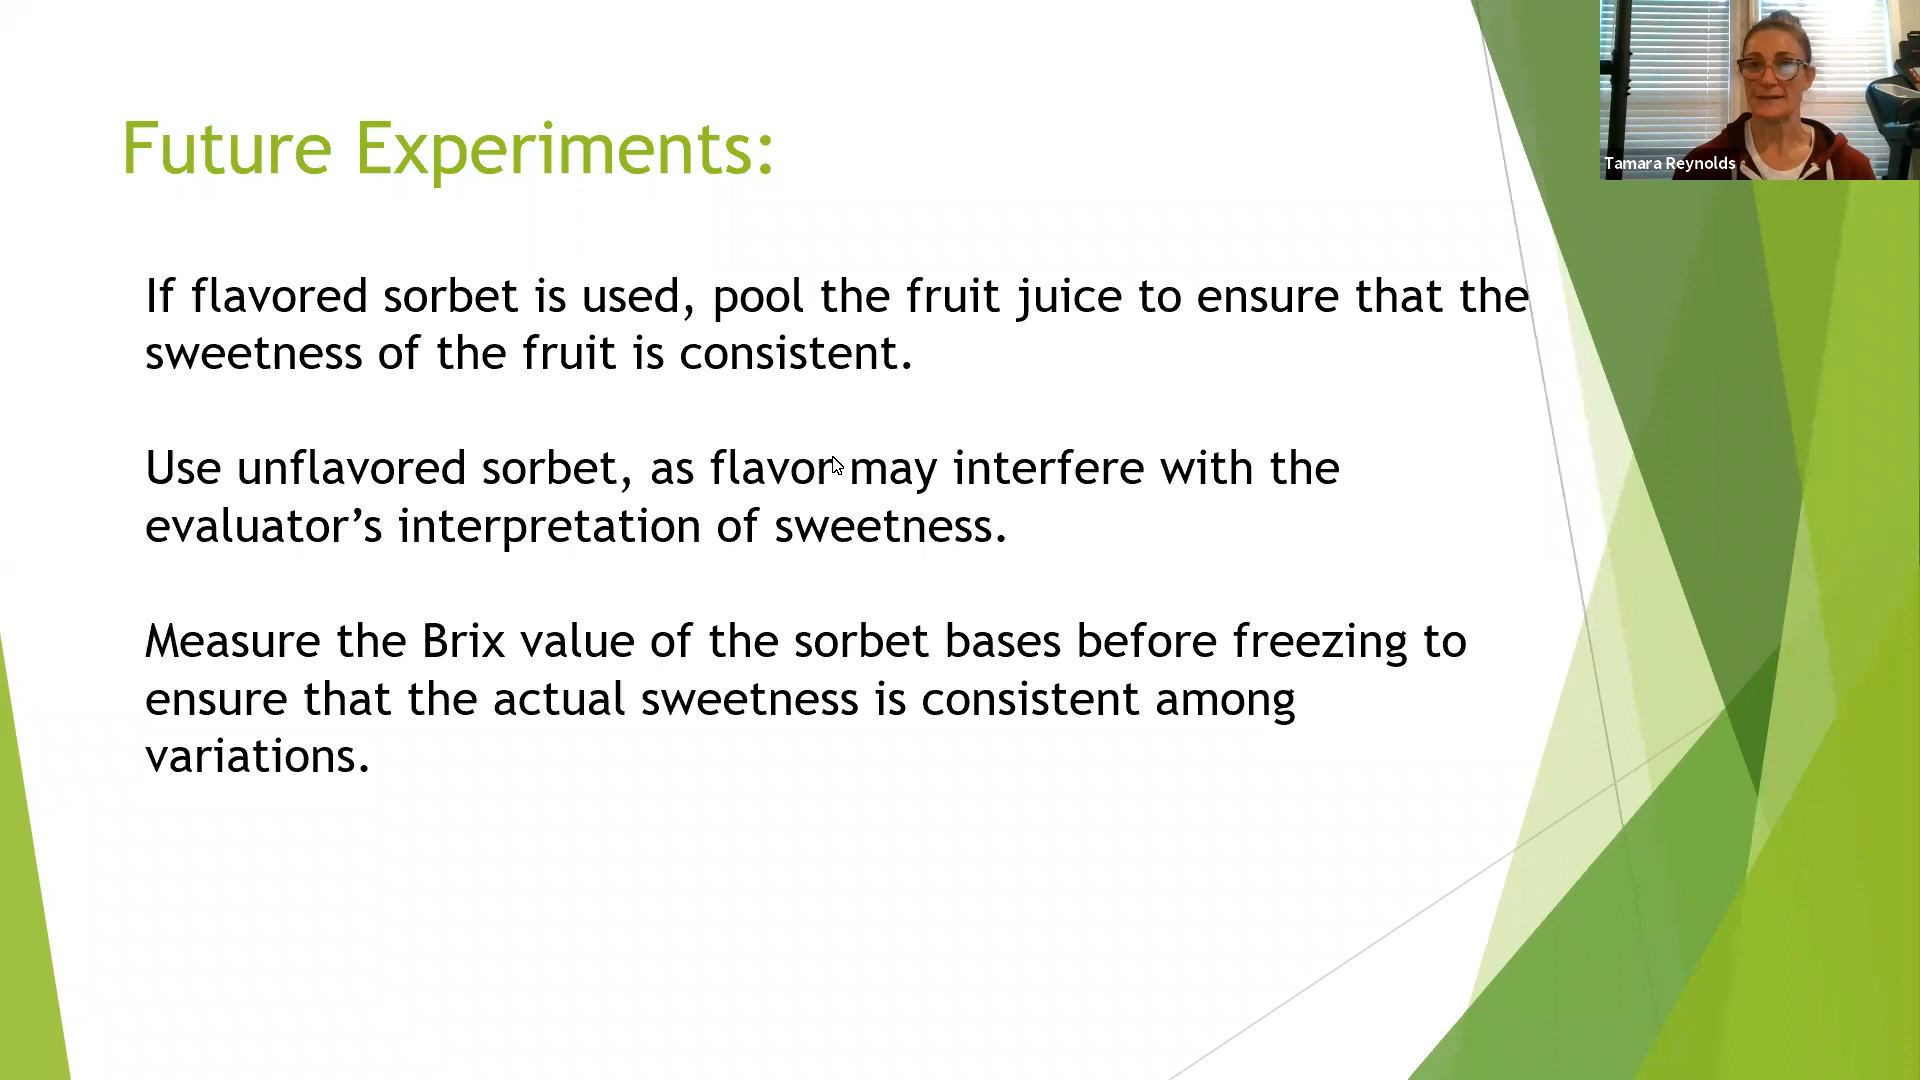 Future Experiments:
Tamara Reynolds
If flavored sorbet is used, pool the fruit juice to ensure that the
sweetness of the fruit is consistent.
Use unflavored sorbet, as flavor may interfere with the
evaluator’s interpretation of sweetness.
Measure the Brix value of the sorbet bases before freezing to
ensure that the actual sweetness is consistent among
variations.